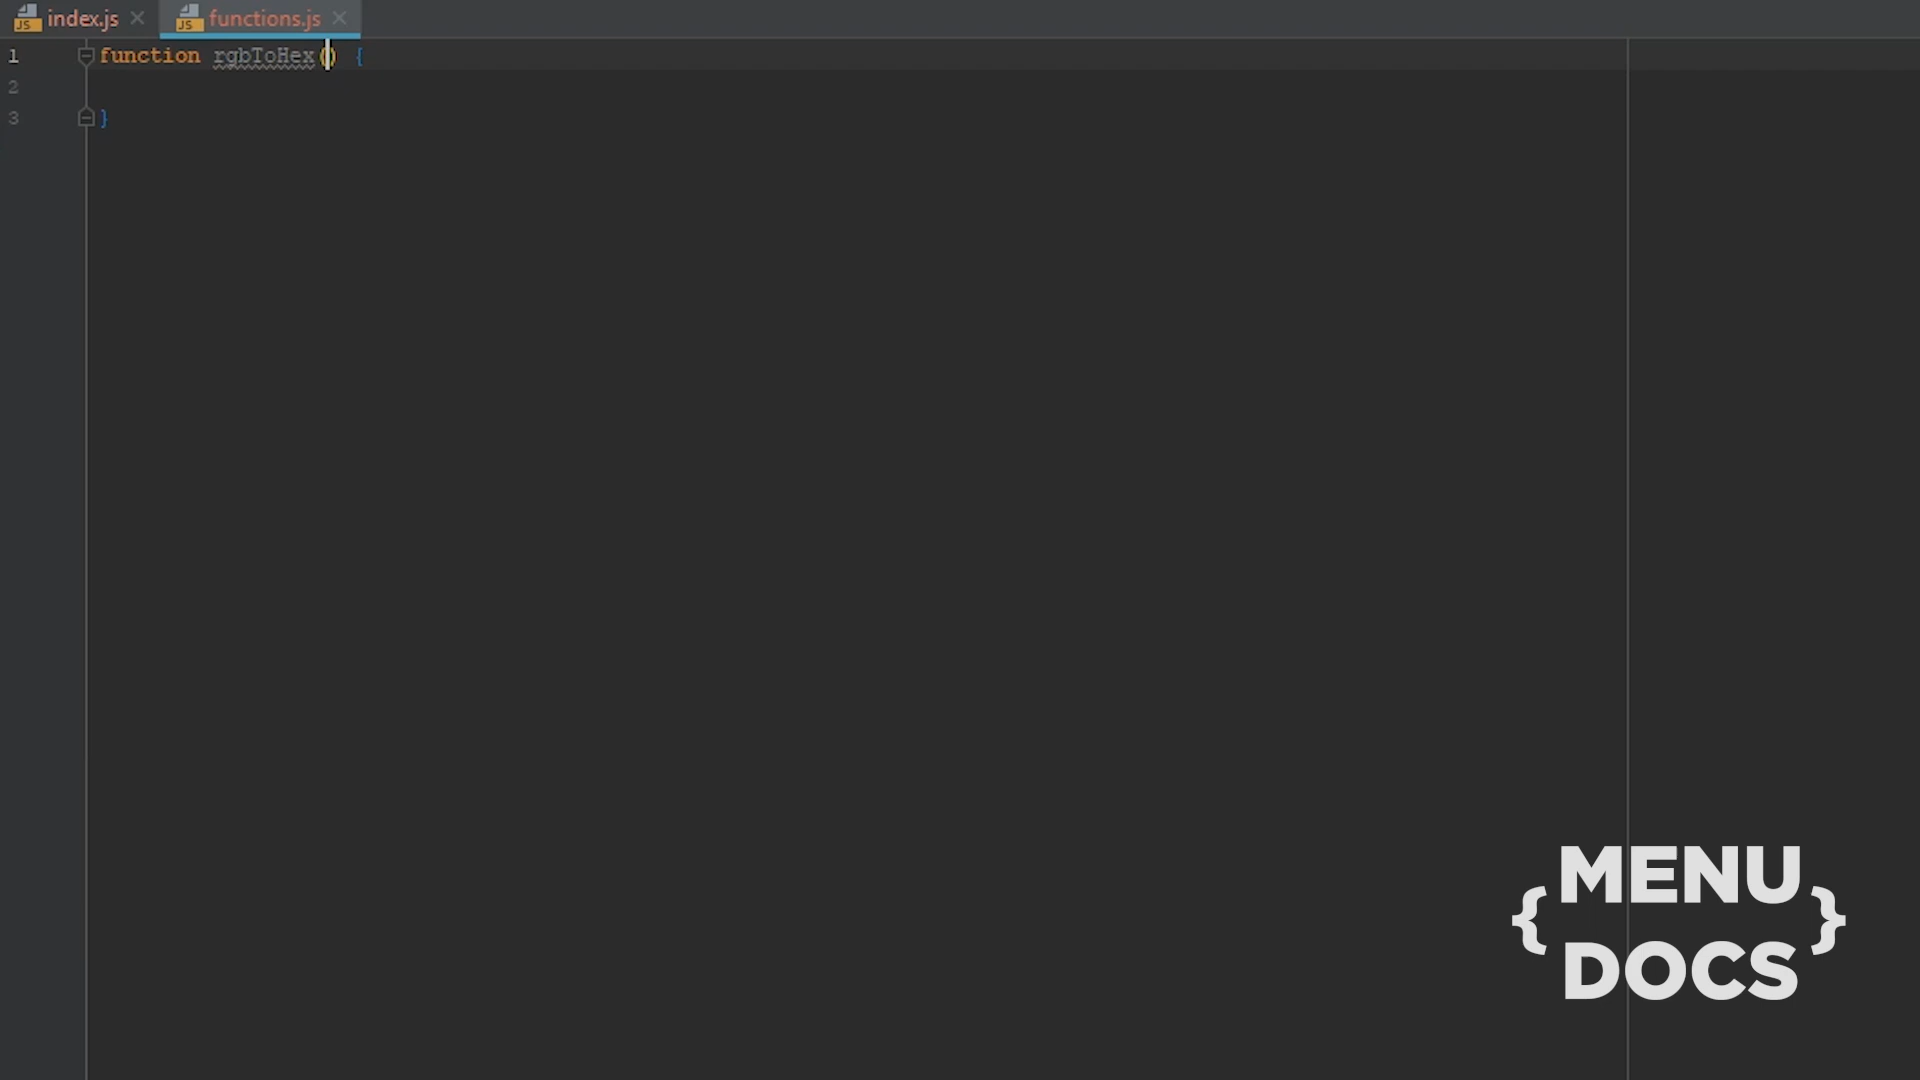 index.js functions.js
1 function rgbToHex() {
2
3 }
{MENU
DOCS}